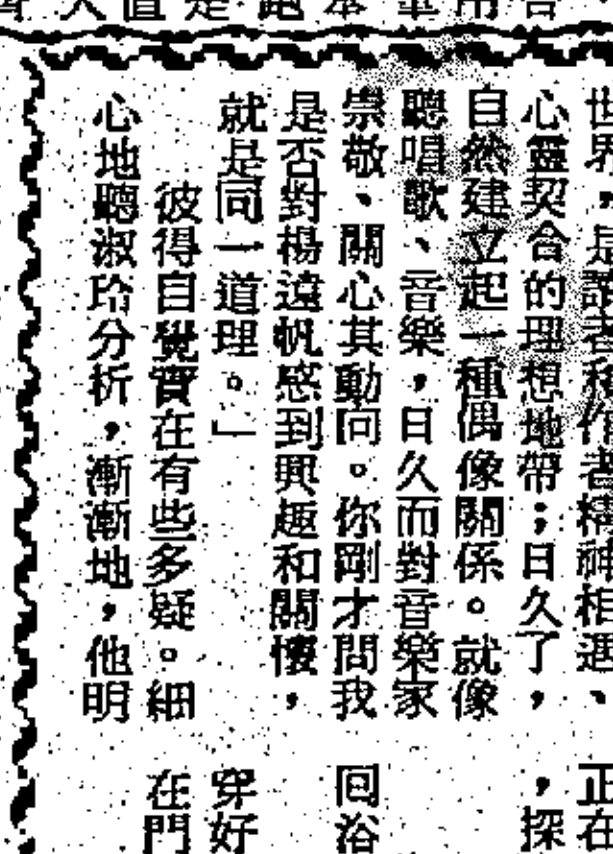 世界，是讀者和作者精神相遇、
心靈契合的理想地帶；日久了，
自然建立起一種偶像關係。就像
聽唱歌、音樂，日久而對音樂家
崇敬、關心其動向。你剛才問我
是否對楊遠帆感到興趣和關懷，
就是同一道理。」
彼得自覺實在有些多疑。細
心地聽淑玲分析，漸漸地，他明
正在
，探
回浴
穿好
在門